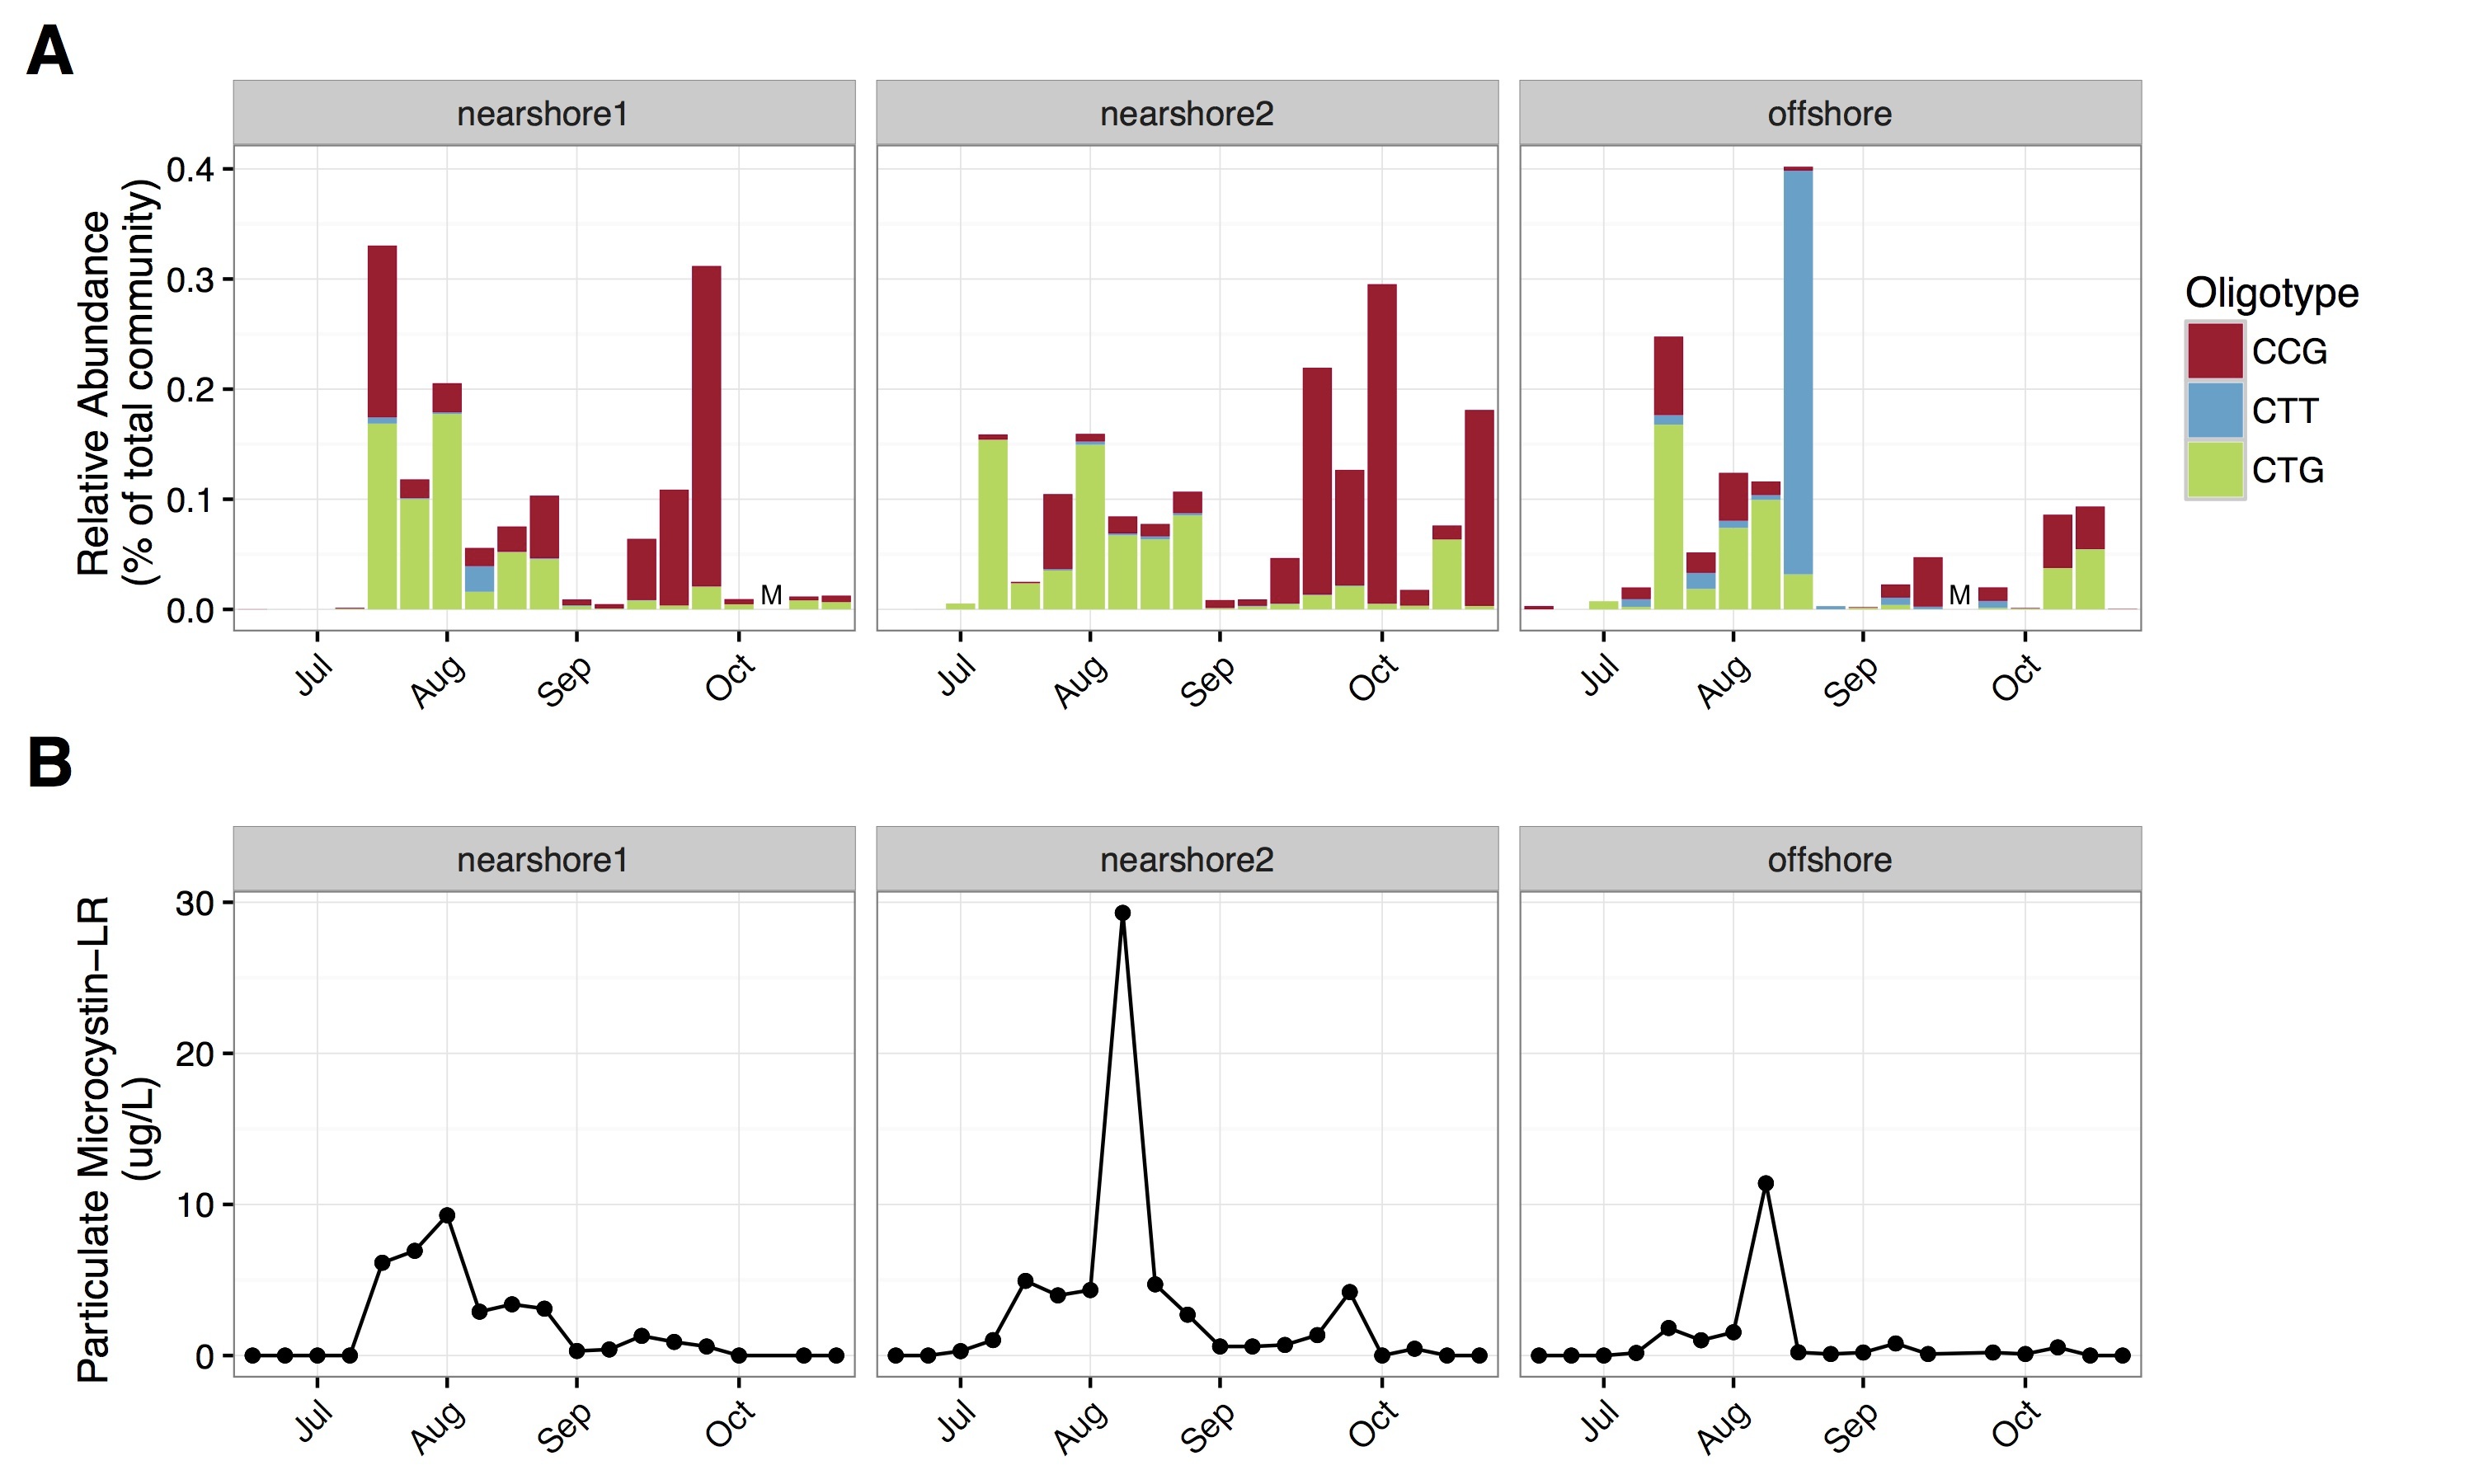 A
nearshore1
nearshore2
offshore
Relative Abundance
(% of total community)
0.4
0.3
0.2
0.1
0.0
M
M
Jul
Aug
Sep
Oct
Jul
Aug
Sep
Oct
Jul
Aug
Sep
Oct
Oligotype
CCG
CTT
CTG
B
nearshore1
nearshore2
offshore
Particulate Microcystin–LR
(ug/L)
30
20
10
0
Jul
Aug
Sep
Oct
Jul
Aug
Sep
Oct
Jul
Aug
Sep
Oct